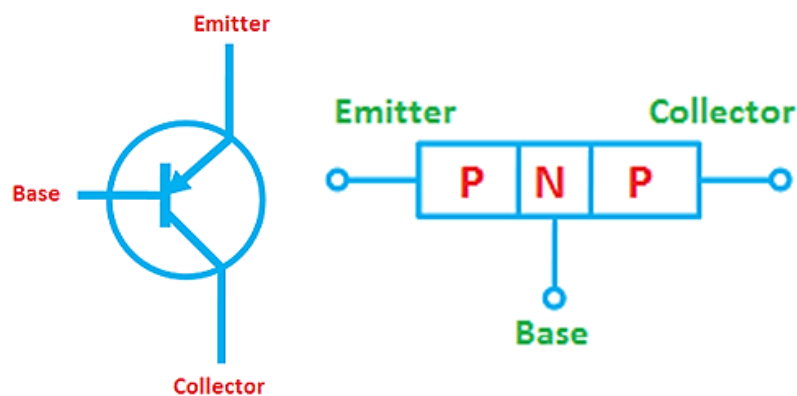 Emitter
Base
Collector
Emitter
Collector
P N P
Base